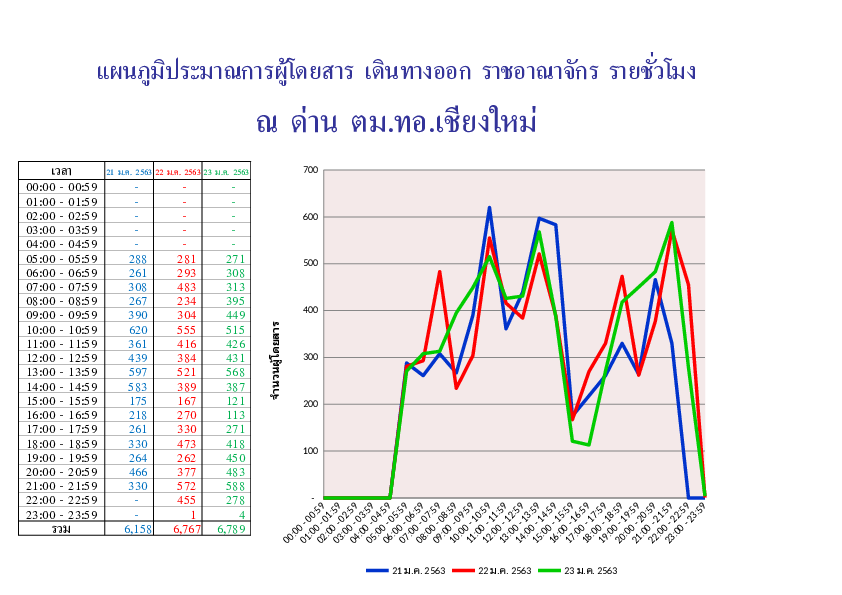 แผนภูมิประมาณการผู้โดยสาร เดินทางออก ราชอาณาจักร รายชั่วโมง
ณ ด่าน ตม.ทอ.เชียงใหม่
เวลา 21 ม.ค. 2563 22 ม.ค. 2563 23 ม.ค. 2563
00:00 - 00:59 - - -
01:00 - 01:59 - - -
02:00 - 02:59 - - -
03:00 - 03:59 - - -
04:00 - 04:59 - - -
05:00 - 05:59 288 281 271
06:00 - 06:59 261 293 308
07:00 - 07:59 308 483 313
08:00 - 08:59 267 234 395
09:00 - 09:59 390 304 449
10:00 - 10:59 620 555 515
11:00 - 11:59 361 416 426
12:00 - 12:59 439 384 431
13:00 - 13:59 597 521 568
14:00 - 14:59 583 389 387
15:00 - 15:59 175 167 121
16:00 - 16:59 218 270 113
17:00 - 17:59 261 330 271
18:00 - 18:59 330 473 418
19:00 - 19:59 264 262 450
20:00 - 20:59 466 377 483
21:00 - 21:59 330 572 588
22:00 - 22:59 - 455 278
23:00 - 23:59 - 1 4
รวม 6,158 6,767 6,789
จำนวนผู้โดยสาร
700
600
500
400
300
200
100
-
00:00 -00:59
01:00 -01:59
02:00 -02:59
03:00 -03:59
04:00 -04:59
05:00 -05:59
06:00 -06:59
07:00 -07:59
08:00 -08:59
09:00 -09:59
10:00 -10:59
11:00 -11:59
12:00 -12:59
13:00 -13:59
14:00 -14:59
15:00 -15:59
16:00 -16:59
17:00 -17:59
18:00 -18:59
19:00 -19:59
20:00 -20:59
21:00 -21:59
22:00 -22:59
23:00 -23:59
21 ม.ค. 2563 22 ม.ค. 2563 23 ม.ค. 2563